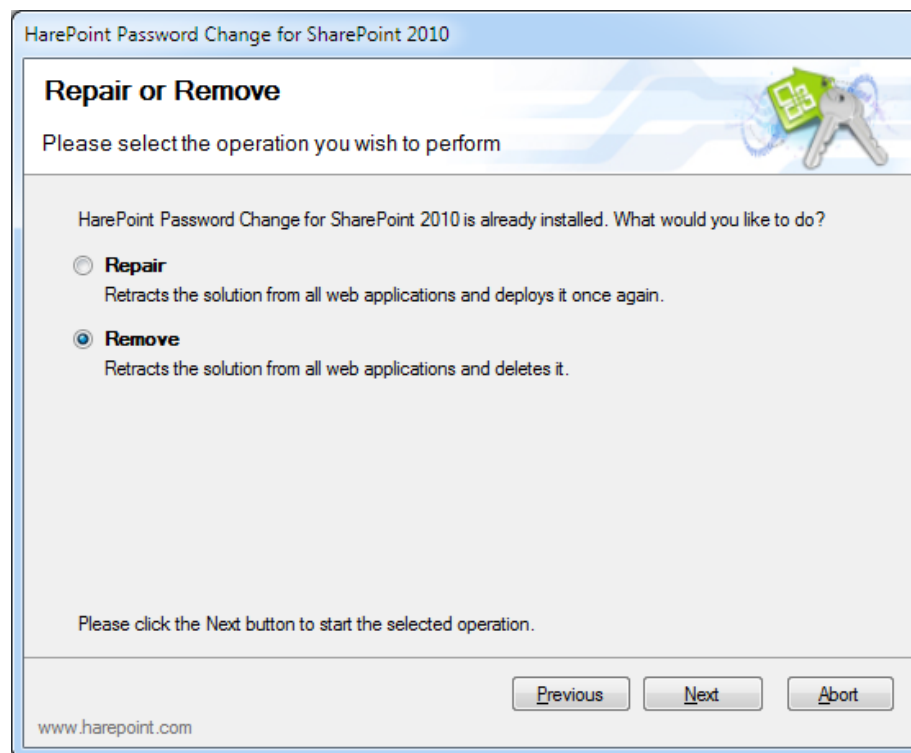 HarePoint Password Change for SharePoint 2010
Repair or Remove
Please select the operation you wish to perform
HarePoint Password Change for SharePoint 2010 is already installed. What would you like to do?
Repair
Retracts the solution from all web applications and deploys it once again.
Remove
Retracts the solution from all web applications and deletes it.
Please click the Next button to start the selected operation.
Previous Next Abort
www.harepoint.com